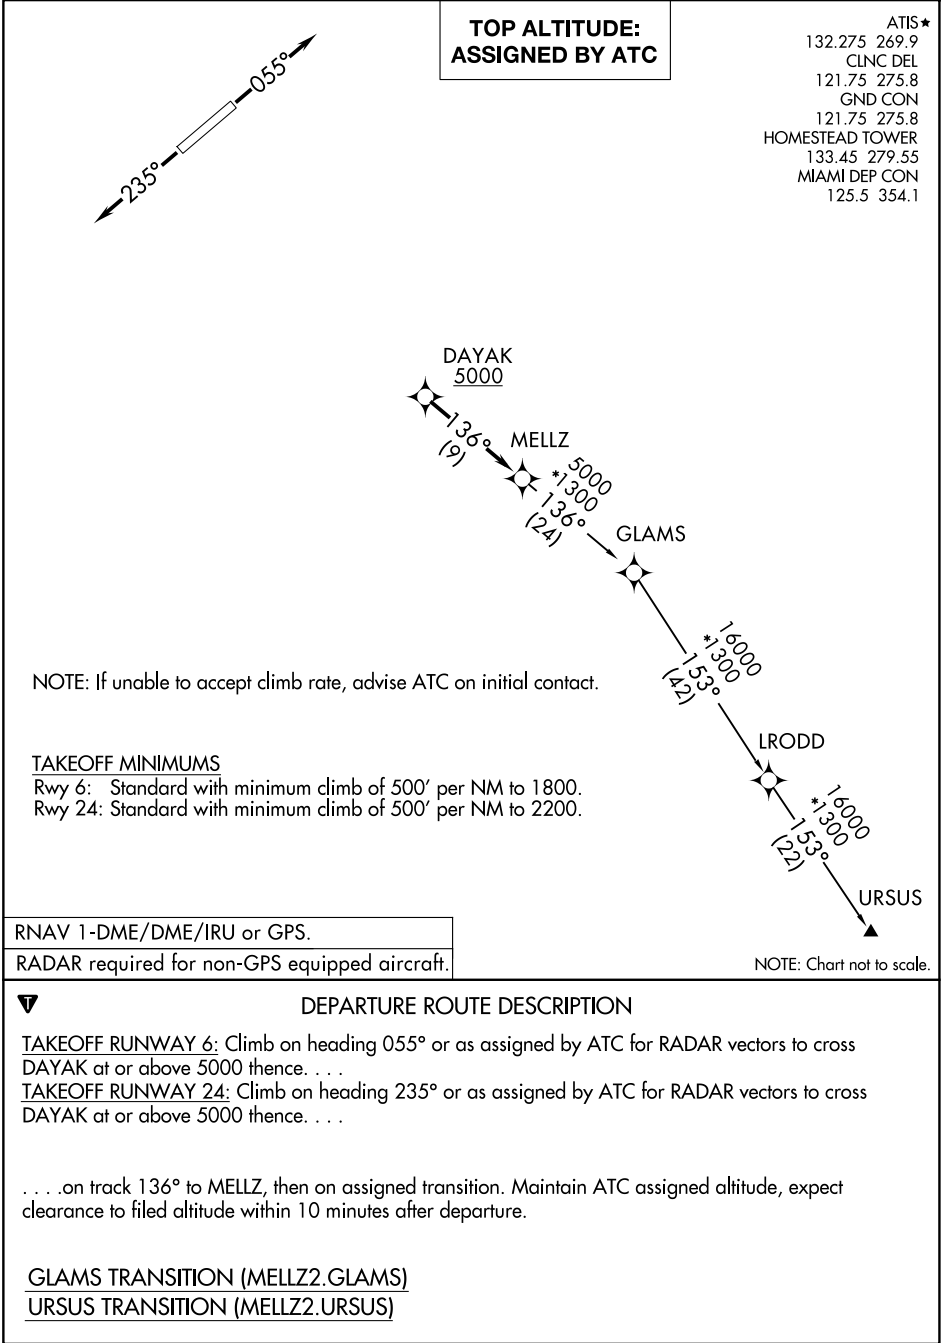 TOP ALTITUDE:
ASSIGNED BY ATC
ATIS★
132.275 269.9
CLNC DEL
121.75 275.8
GND CON
121.75 275.8
HOMESTEAD TOWER
133.45 279.55
MIAMI DEP CON
125.5 354.1
055°
235°
DAYAK
5000
136°
(9)
MELLZ
5000
*1300
136°
(24)
GLAMS
16000
*1300
153°
(42)
LRODD
16000
*1300
153°
(22)
URSUS
NOTE: If unable to accept climb rate, advise ATC on initial contact.
TAKEOFF MINIMUMS
Rwy 6: Standard with minimum climb of 500' per NM to 1800.
Rwy 24: Standard with minimum climb of 500' per NM to 2200.
RNAV 1-DME/DME/IRU or GPS.
RADAR required for non-GPS equipped aircraft.
NOTE: Chart not to scale.
T
DEPARTURE ROUTE DESCRIPTION
TAKEOFF RUNWAY 6: Climb on heading 055° or as assigned by ATC for RADAR vectors to cross
DAYAK at or above 5000 thence. . . .
TAKEOFF RUNWAY 24: Climb on heading 235° or as assigned by ATC for RADAR vectors to cross
DAYAK at or above 5000 thence. . . .
. . . .on track 136° to MELLZ, then on assigned transition. Maintain ATC assigned altitude, expect
clearance to filed altitude within 10 minutes after departure.
GLAMS TRANSITION (MELLZ2.GLAMS)
URSUS TRANSITION (MELLZ2.URSUS)